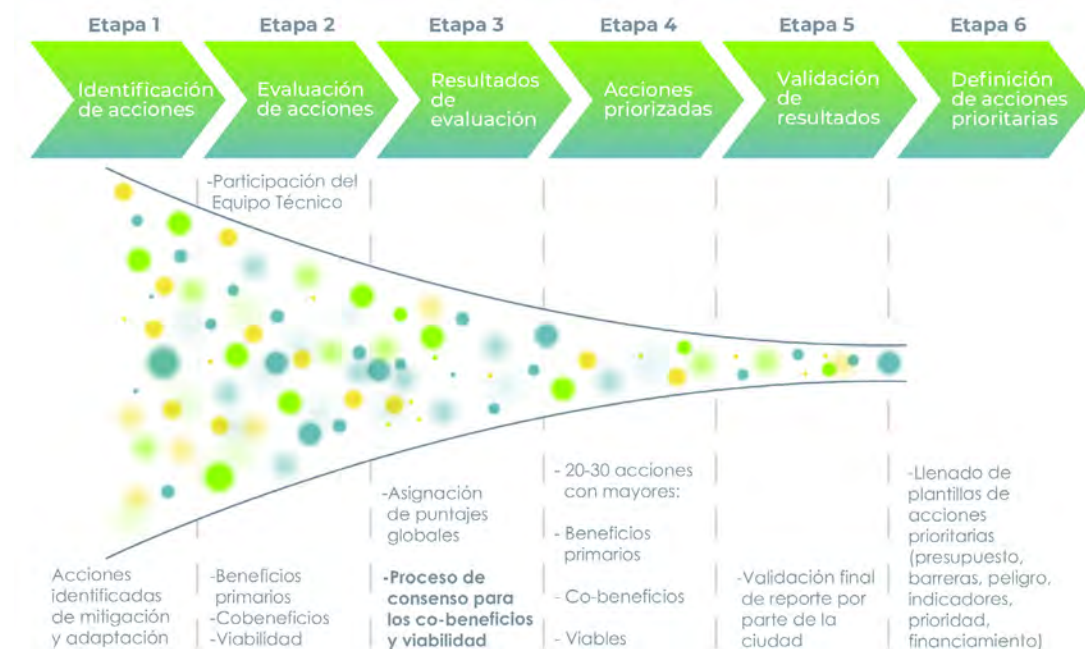 Etapa 1
Etapa 2
Etapa 3
Etapa 4
Etapa 5
Etapa 6
Identificación
de acciones
Evaluación
de acciones
Resultados
de
evaluación
Acciones
priorizadas
Validación
de
resultados
Definición
de acciones
prioritarias
-Participación del
Equipo Técnico
Acciones
identificadas
de mitigación
y adaptación
-Beneficios
primarios
-Cobeneficios
-Viabilidad
-Asignación
de puntajes
globales
-Proceso de
consenso para
los co-beneficios
y viabilidad
- 20-30 acciones
con mayores:
- Beneficios
primarios
- Co-beneficios
- Viables
-Validación final
de reporte por
parte de la
ciudad
-Llenado de
plantillas de
acciones
prioritarias
(presupuesto,
barreras, peligro,
indicadores,
prioridad,
financiamiento)